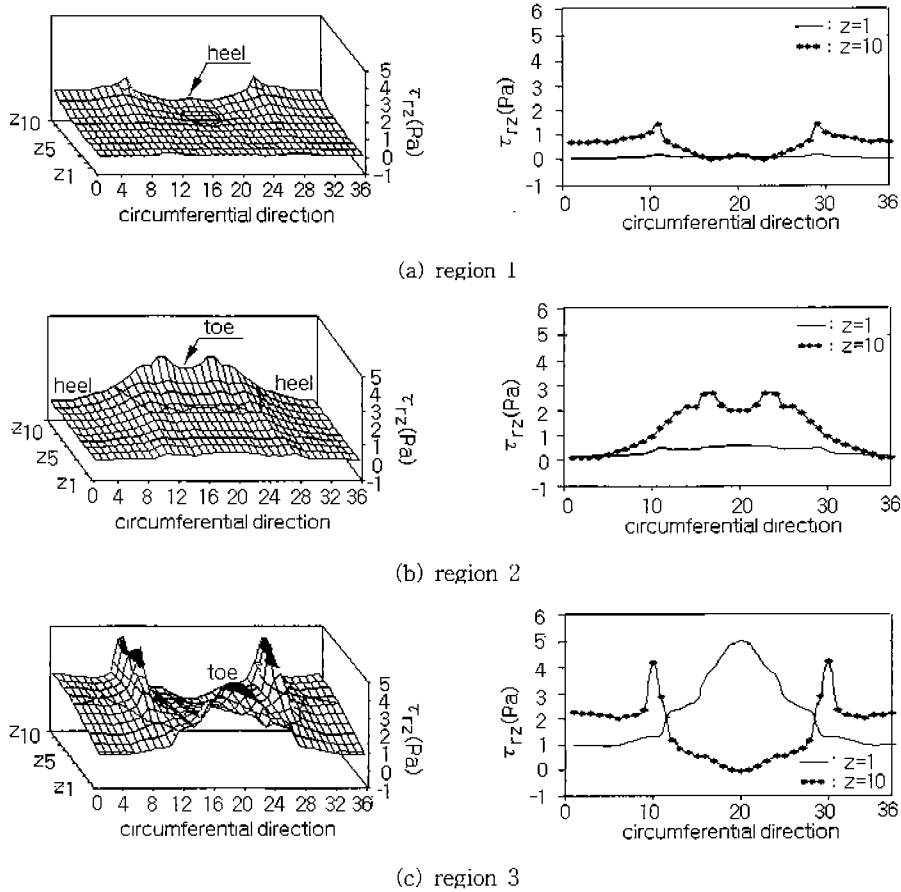 heel
5
4
3
2
1
0
-1
τrz(Pa)
z10
z5
z1
0 4 8 12 16 20 24 28 32 36
circumferential direction
6
5
4
3
2
1
0
-1
τrz(Pa)
: z=1
: z=10
0 10 20 30 36
circumferential direction
(a) region 1
toe
heel
heel
5
4
3
2
1
0
-1
τrz(Pa)
z10
z5
z1
0 4 8 12 16 20 24 28 32 36
circumferential direction
6
5
4
3
2
1
0
-1
τrz(Pa)
: z=1
: z=10
0 10 20 30 36
circumferential direction
(b) region 2
toe
5
4
3
2
1
0
-1
τrz(Pa)
z10
z5
z1
0 4 8 12 16 20 24 28 32 36
circumferential direction
6
5
4
3
2
1
0
-1
τrz(Pa)
: z=1
: z=10
0 10 20 30 36
circumferential direction
(c) region 3